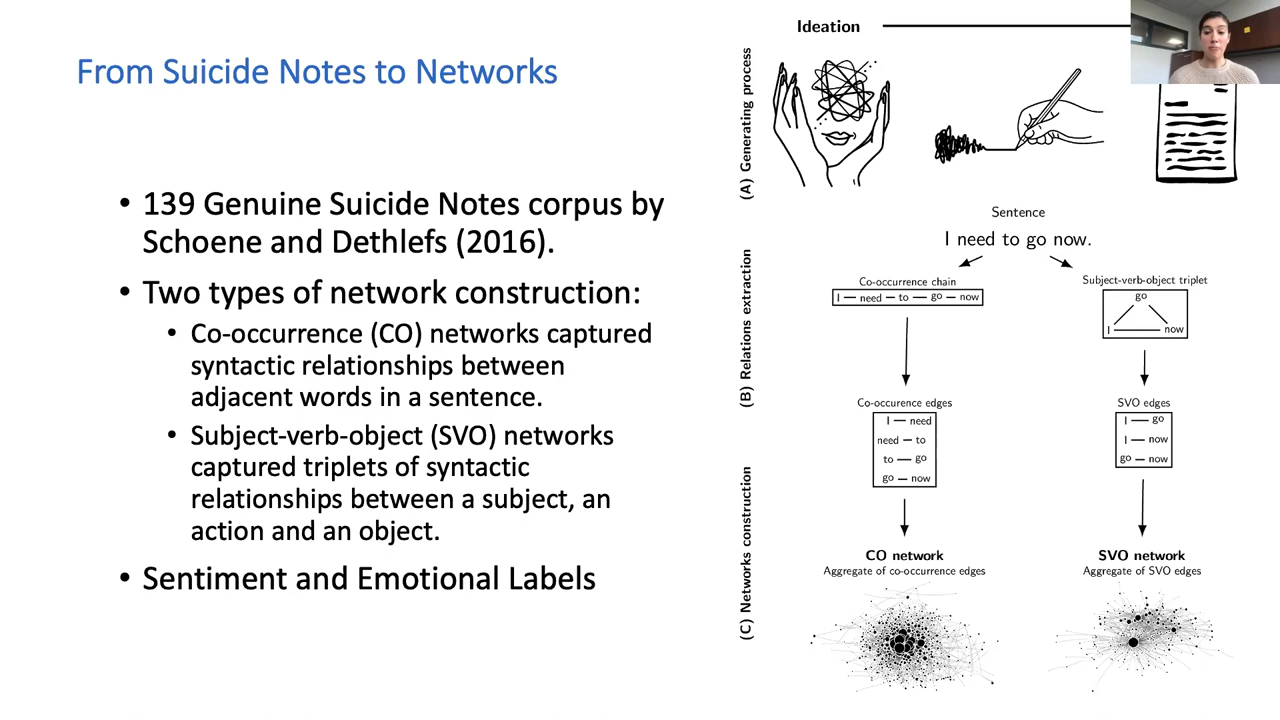 From Suicide Notes to Networks
• 139 Genuine Suicide Notes corpus by
Schoene and Dethlefs (2016).
• Two types of network construction:
• Co-occurrence (CO) networks captured
syntactic relationships between
adjacent words in a sentence.
• Subject-verb-object (SVO) networks
captured triplets of syntactic
relationships between a subject, an
action and an object.
• Sentiment and Emotional Labels
Ideation
(A) Generating process
Sentence
I need to go now.
(B) Relations extraction
Co-occurrence chain
I — need — to — go — now
Subject-verb-object triplet
go
I — now
Co-occurence edges
I — need
need — to
to — go
go — now
SVO edges
I — go
I — now
go — now
(C) Networks construction
CO network
Aggregate of co-occurrence edges
SVO network
Aggregate of SVO edges